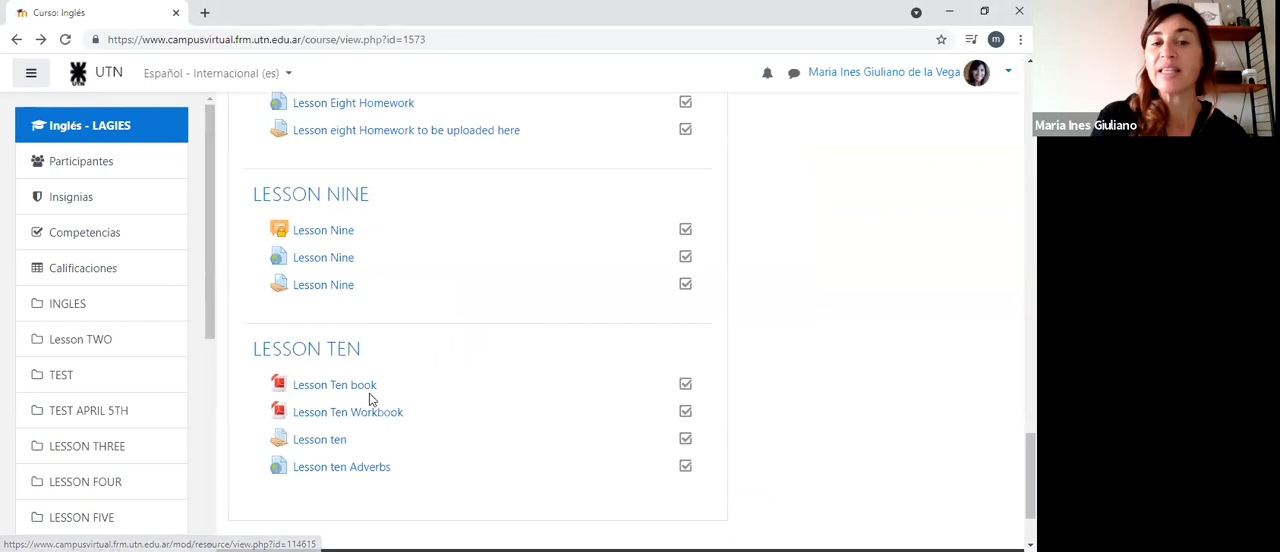 Curso: Inglés
https://www.campusvirtual.frm.utn.edu.ar/course/view.php?id=1573
m
UTN
Español - Internacional (es)
Maria Ines Giuliano de la Vega
Maria Ines Giuliano
Inglés - LAGIES
Participantes
Insignias
Competencias
Calificaciones
INGLES
Lesson TWO
TEST
TEST APRIL 5TH
LESSON THREE
LESSON FOUR
LESSON FIVE
Lesson Eight Homework
Lesson eight Homework to be uploaded here
LESSON NINE
Lesson Nine
Lesson Nine
Lesson Nine
LESSON TEN
Lesson Ten book
Lesson Ten Workbook
Lesson ten
Lesson ten Adverbs
https://www.campusvirtual.frm.utn.edu.ar/mod/resource/view.php?id=114615